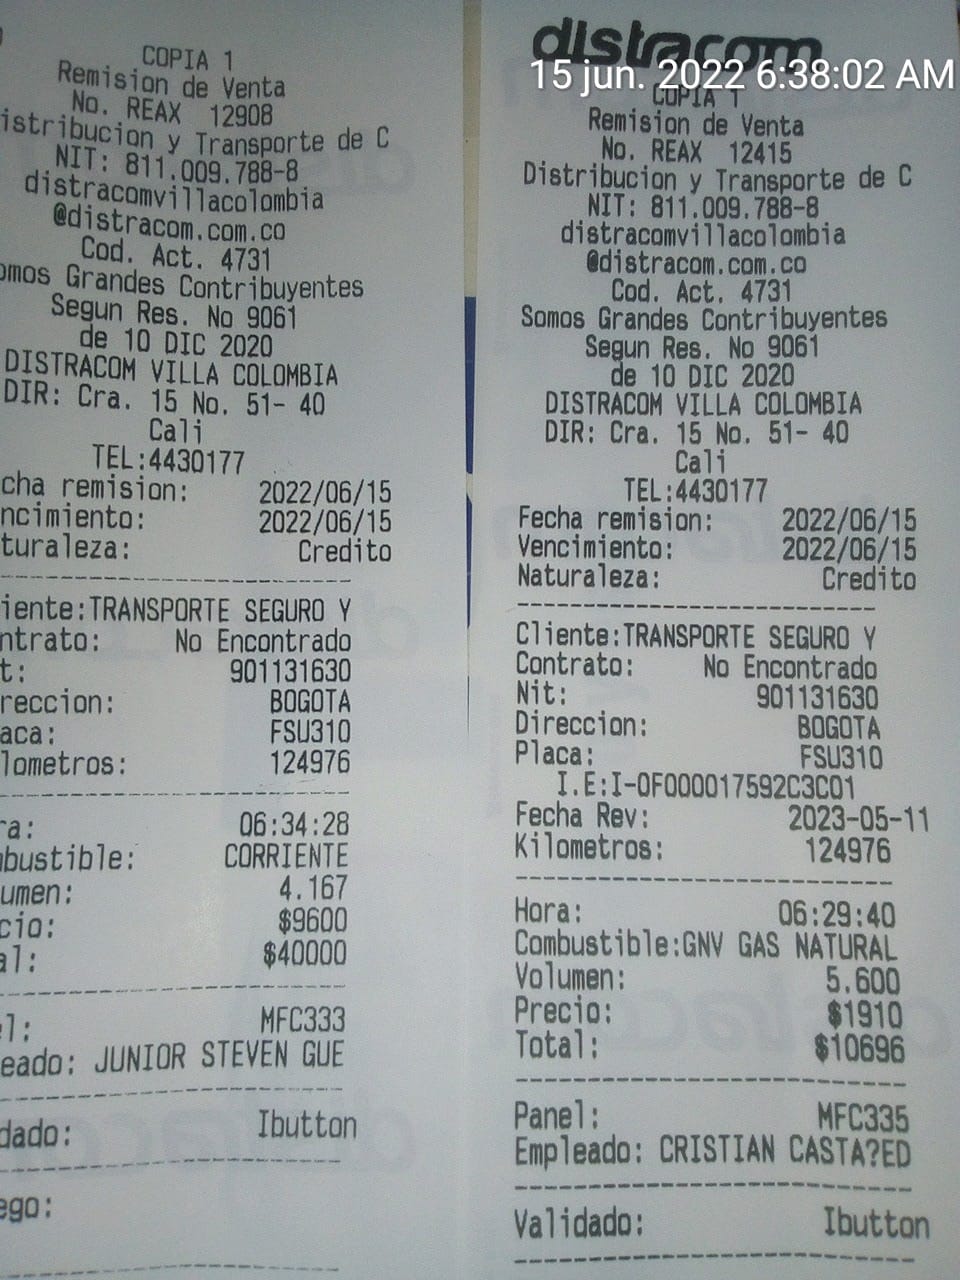 COPIA 1
Remision de Venta
No. REAX 12908
istribucion y Transporte de C
NIT: 811.009.788-8
distracomvillacolombia
@distracom.com.co
Cod. Act. 4731
omos Grandes Contribuyentes
Segun Res. No 9061
de 10 DIC 2020
DISTRACOM VILLA COLOMBIA
DIR: Cra. 15 No. 51- 40
Cali
TEL:4430177
cha remision: 2022/06/15
ncimiento: 2022/06/15
turaleza: Credito
iente:TRANSPORTE SEGURO Y
ntrato: No Encontrado
t: 901131630
reccion: BOGOTA
aca: FSU310
lometros: 124976
ra: 06:34:28
bustible: CORRIENTE
umen: 4.167
cio: $9600
al: $40000
el: MFC333
eado: JUNIOR STEVEN GUE
dado: Ibutton
ego:
distracom
15 jun. 2022 6:38:02 AM
COPIA 1
Remision de Venta
No. REAX 12415
Distribucion y Transporte de C
NIT: 811.009.788-8
distracomvillacolombia
@distracom.com.co
Cod. Act. 4731
Somos Grandes Contribuyentes
Segun Res. No 9061
de 10 DIC 2020
DISTRACOM VILLA COLOMBIA
DIR: Cra. 15 No. 51- 40
Cali
TEL:4430177
Fecha remision: 2022/06/15
Vencimiento: 2022/06/15
Naturaleza: Credito
Cliente:TRANSPORTE SEGURO Y
Contrato: No Encontrado
Nit: 901131630
Direccion: BOGOTA
Placa: FSU310
I.E:I-0F000017592C3C01
Fecha Rev: 2023-05-11
Kilometros: 124976
Hora: 06:29:40
Combustible:GNV GAS NATURAL
Volumen: 5.600
Precio: $1910
Total: $10696
Panel: MFC335
Empleado: CRISTIAN CASTA?ED
Validado: Ibutton